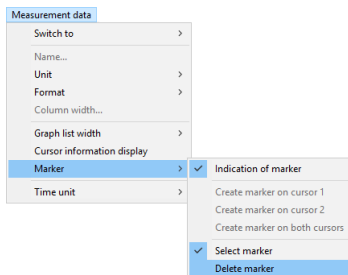 Measurement data
Switch to
Name...
Unit
Format
Column width...
Graph list width
Cursor information display
Marker
Indication of marker
Time unit
Create marker on cursor 1
Create marker on cursor 2
Create marker on both cursors
Select marker
Delete marker